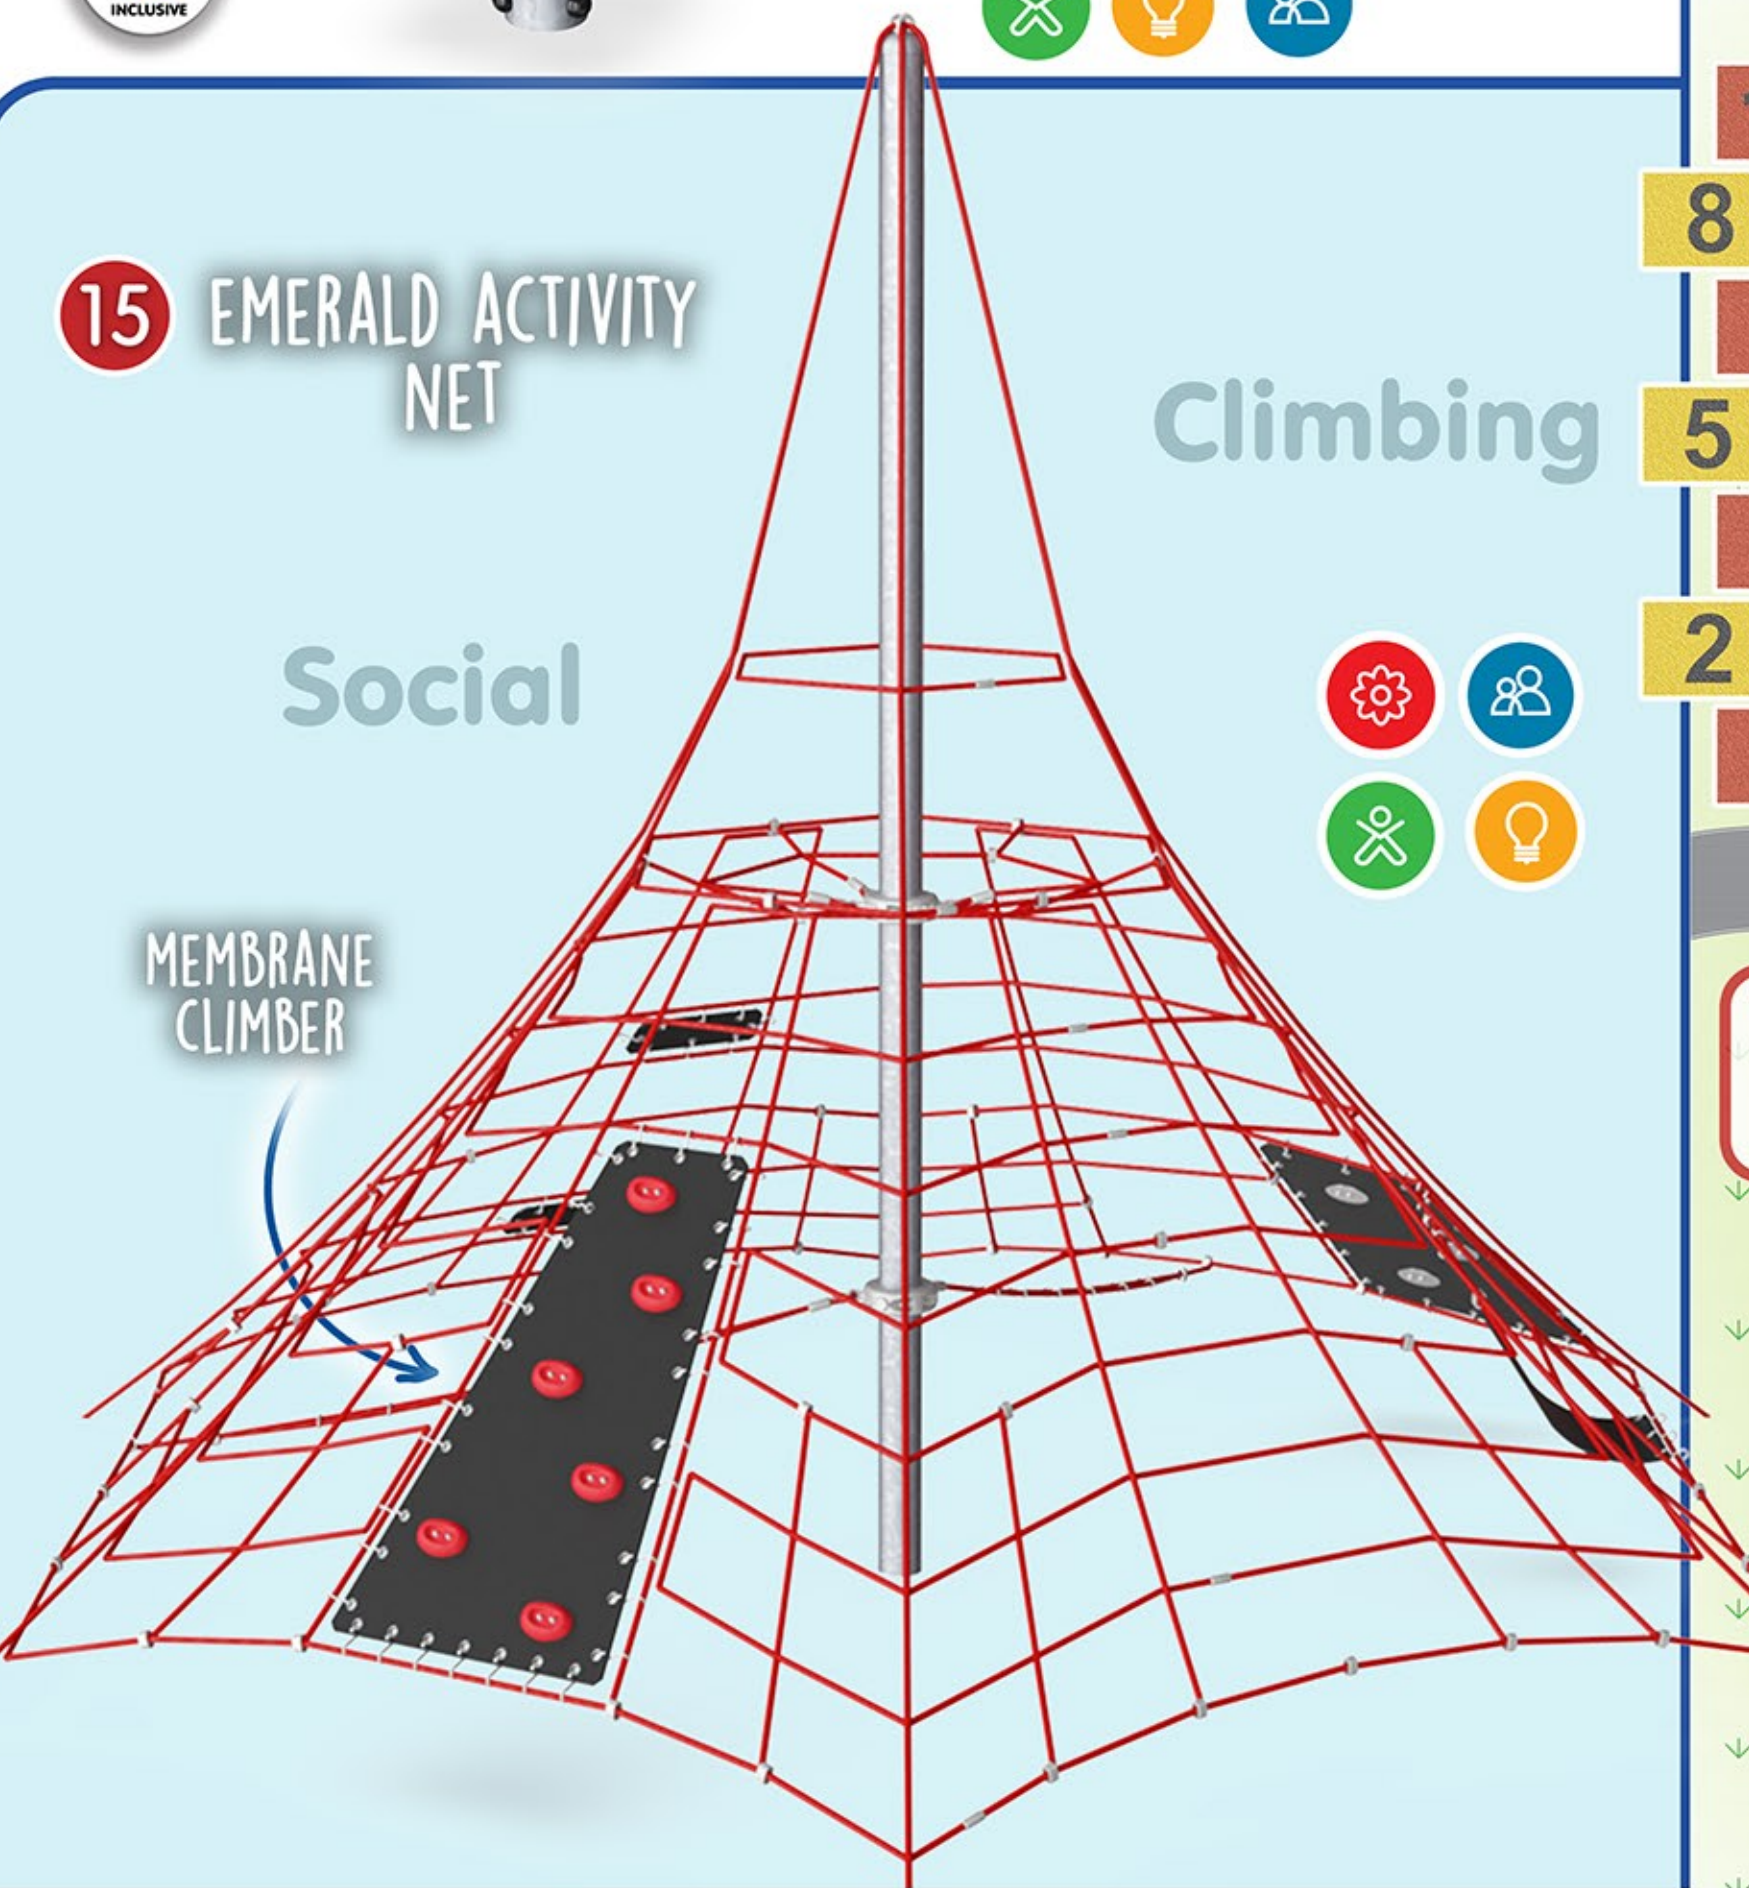 INCLUSIVE
15 EMERALD ACTIVITY
NET
Climbing
Social
MEMBRANE
CLIMBER
8
5
2